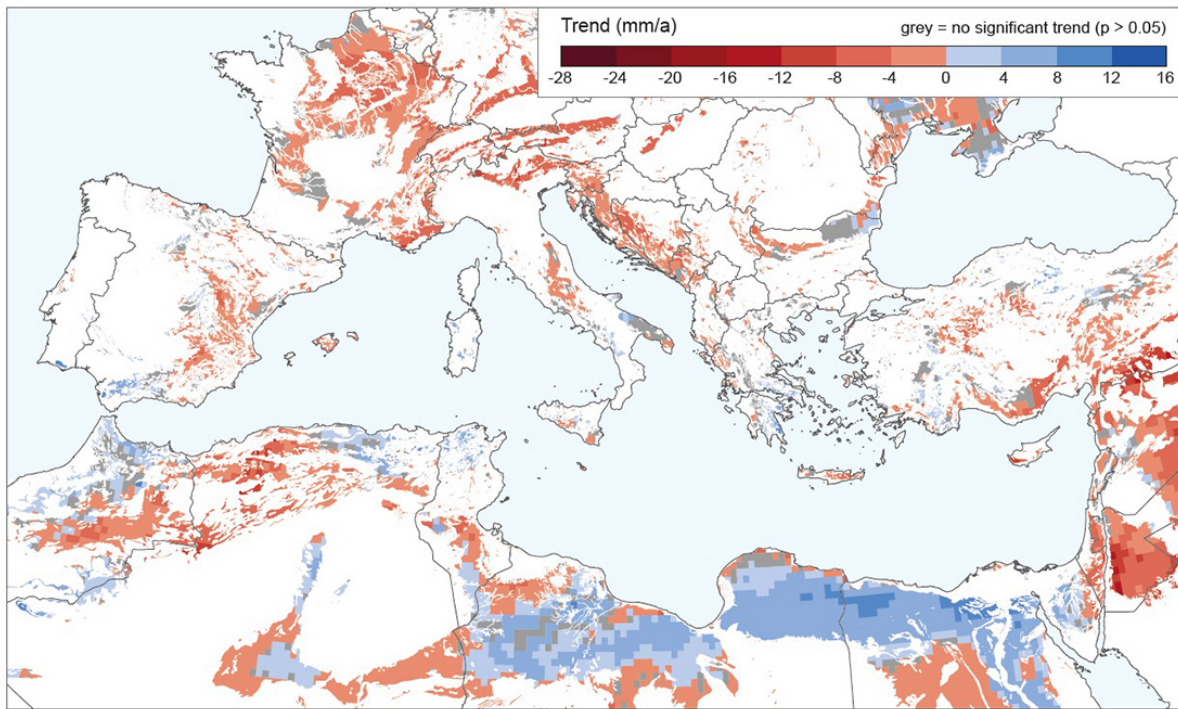 Trend (mm/a)
grey = no significant trend (p > 0.05)
-28 -24 -20 -16 -12 -8 -4 0 4 8 12 16